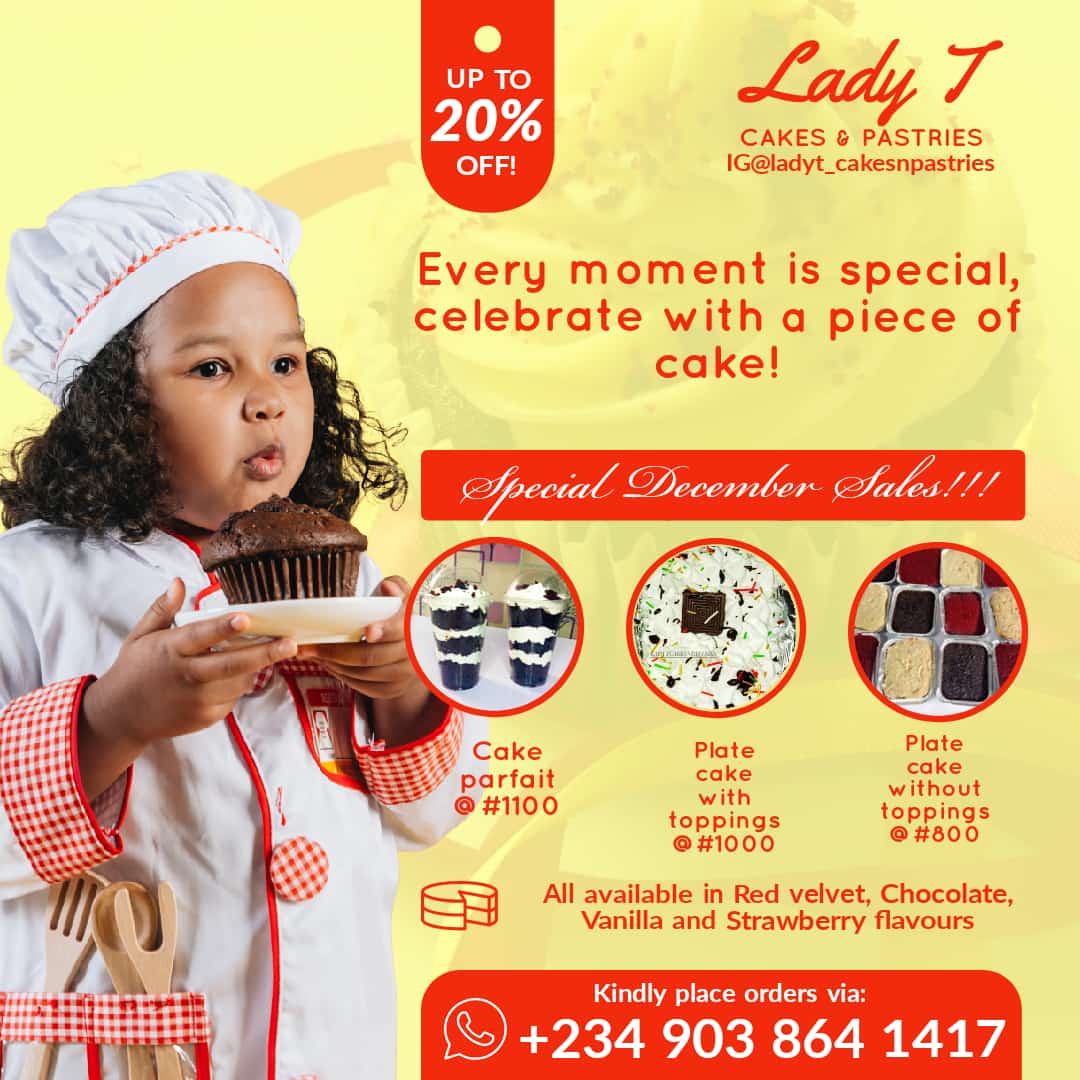 UP TO
20%
OFF!
Lady T
CAKES & PASTRIES
IG@ladyt_cakesnpastries
Every moment is special,
celebrate with a piece of
cake!
Special December Sales!!!
Cake
parfait
@ #1100
Plate
cake
with
toppings
@ #1000
Plate
cake
without
toppings
@ #800
All available in Red velvet, Chocolate,
Vanilla and Strawberry flavours
Kindly place orders via:
+234 903 864 1417